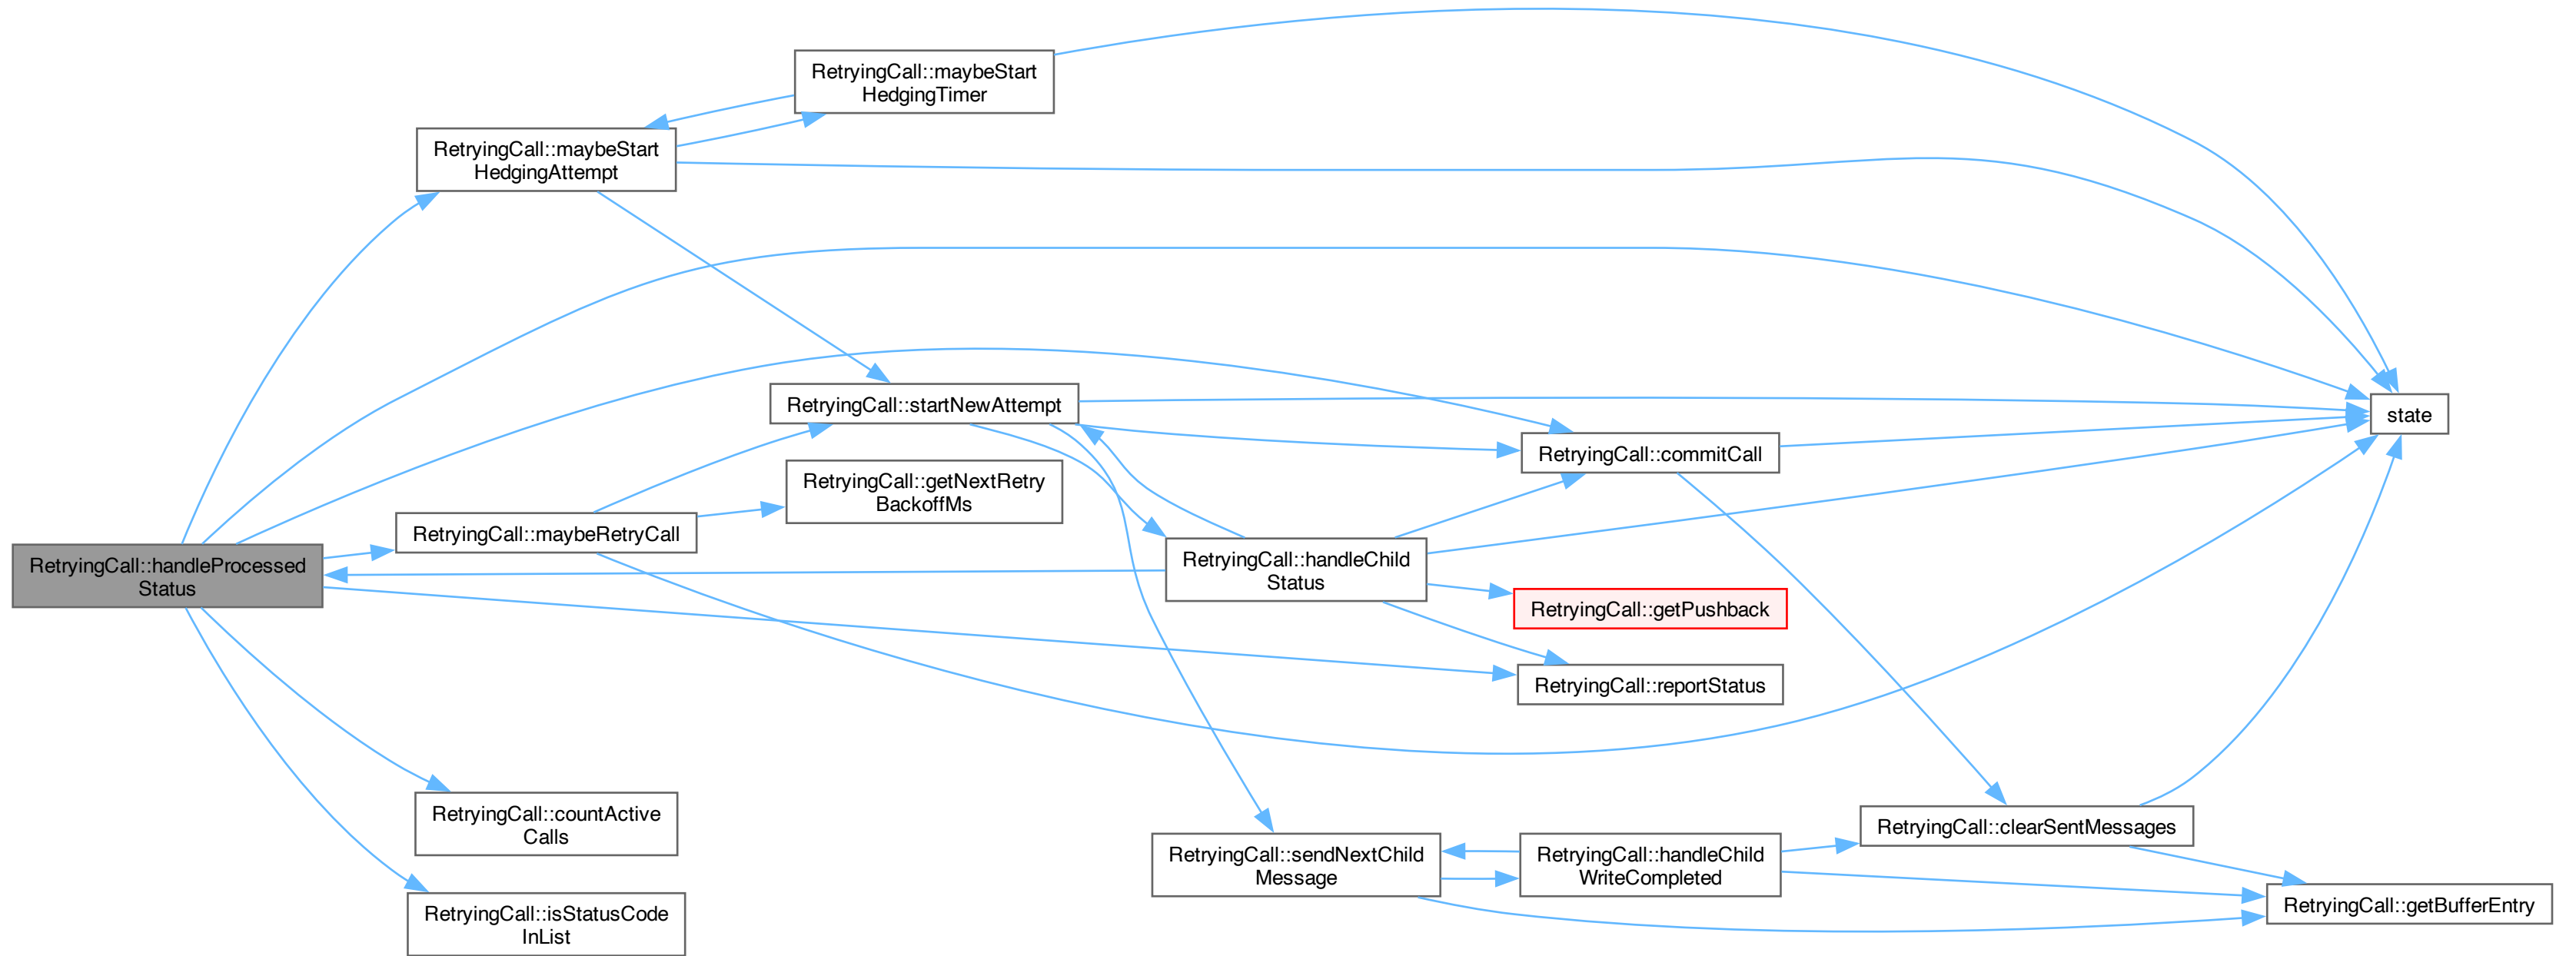 RetryingCall::maybeStart
HedgingTimer
RetryingCall::maybeStart
HedgingAttempt
RetryingCall::startNewAttempt
state
RetryingCall::commitCall
RetryingCall::getNextRetry
BackoffMs
RetryingCall::maybeRetryCall
RetryingCall::handleProcessed
Status
RetryingCall::handleChild
Status
RetryingCall::getPushback
RetryingCall::reportStatus
RetryingCall::countActive
Calls
RetryingCall::clearSentMessages
RetryingCall::sendNextChild
Message
RetryingCall::handleChild
WriteCompleted
RetryingCall::getBufferEntry
RetryingCall::isStatusCode
InList